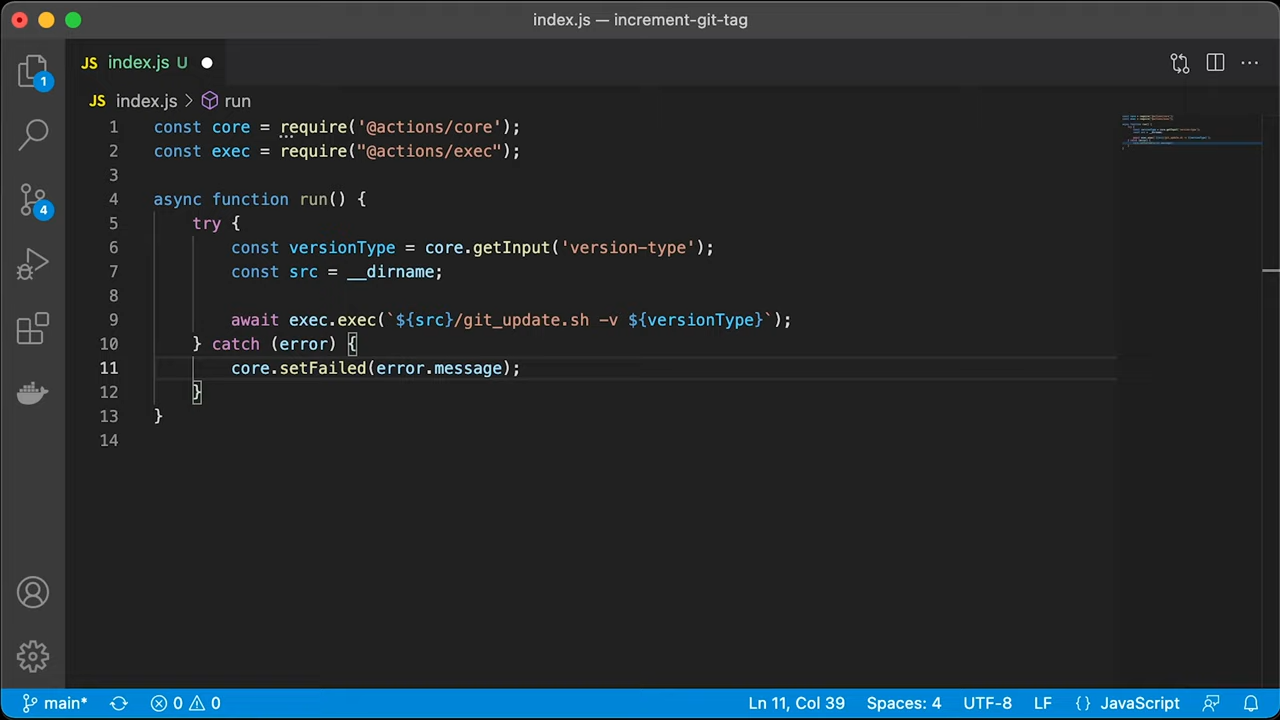 index.js — increment-git-tag
JS index.js U
JS index.js > run
1 const core = require('@actions/core');
2 const exec = require("@actions/exec");
3
4 async function run() {
5 try {
6 const versionType = core.getInput('version-type');
7 const src = __dirname;
8
9 await exec.exec(`${src}/git_update.sh -v ${versionType}`);
10 } catch (error) {
11 core.setFailed(error.message);
12 }
13 }
14
1
4
main* 0 0 Ln 11, Col 39 Spaces: 4 UTF-8 LF {} JavaScript